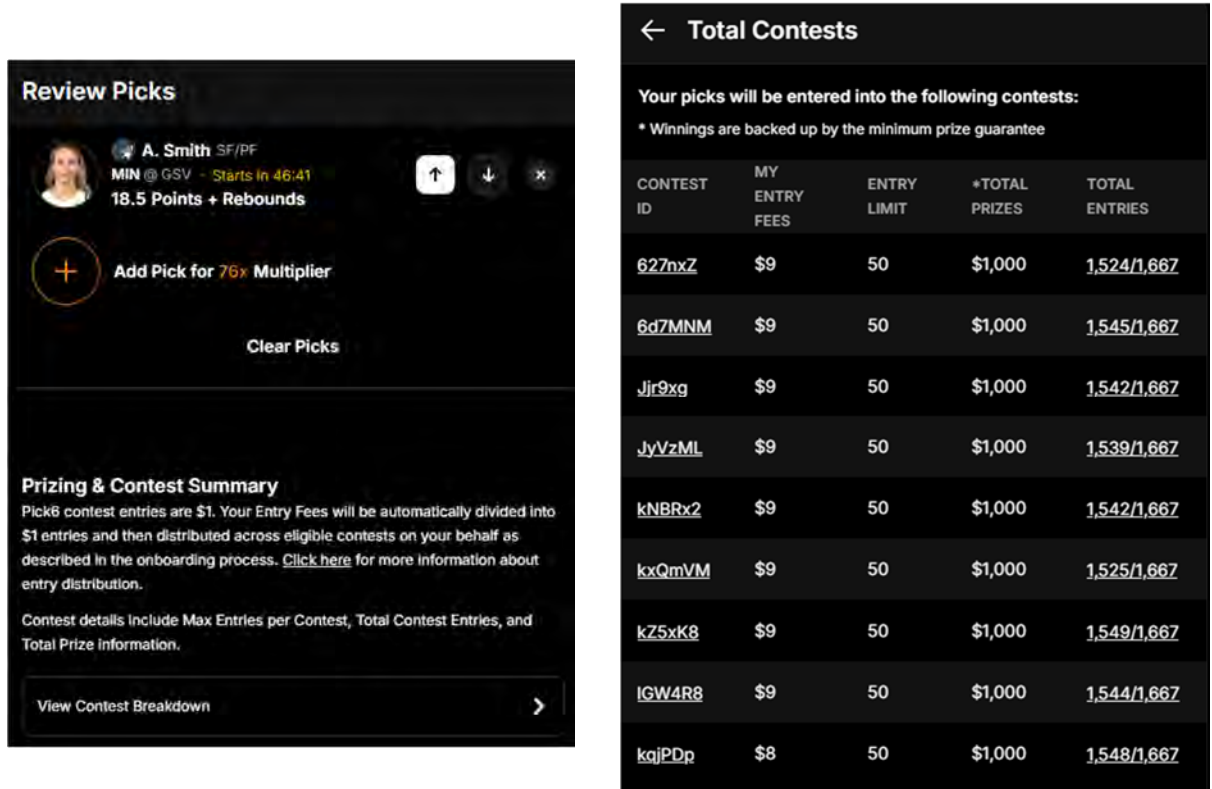 Review Picks
A. Smith SF/PF
MIN @ GSV - Starts in 46:41
18.5 Points + Rebounds
Add Pick for 76x Multiplier
Clear Picks
Prizing & Contest Summary
Pick6 contest entries are $1. Your Entry Fees will be automatically divided into
$1 entries and then distributed across eligible contests on your behalf as
described in the onboarding process. Click here for more information about
entry distribution.
Contest details include Max Entries per Contest, Total Contest Entries, and
Total Prize information.
View Contest Breakdown
Total Contests
Your picks will be entered into the following contests:
* Winnings are backed up by the minimum prize guarantee
CONTEST ID MY ENTRY FEES ENTRY LIMIT *TOTAL PRIZES TOTAL ENTRIES
627nxZ $9 50 $1,000 1,524/1,667
6d7MNM $9 50 $1,000 1,545/1,667
Jjr9xg $9 50 $1,000 1,542/1,667
JyVzML $9 50 $1,000 1,539/1,667
kNBRx2 $9 50 $1,000 1,542/1,667
kxQmVM $9 50 $1,000 1,525/1,667
kZ5xK8 $9 50 $1,000 1,549/1,667
lGW4R8 $9 50 $1,000 1,544/1,667
kqjPDp $8 50 $1,000 1,548/1,667